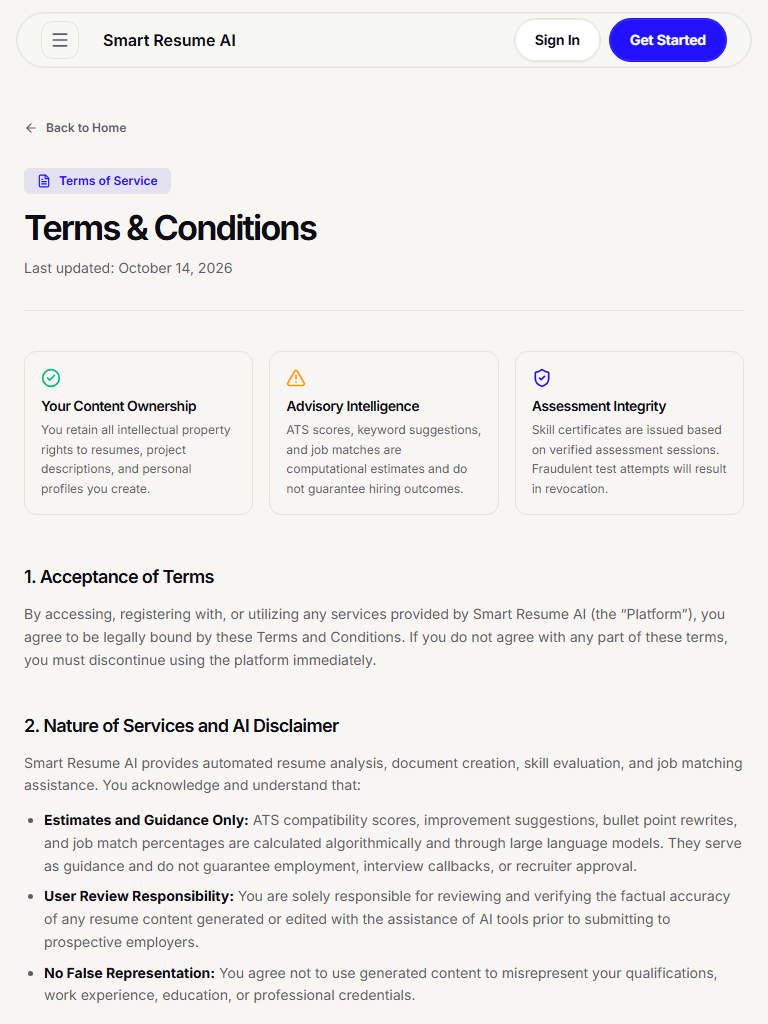 Smart Resume AI
Sign In
Get Started
Back to Home
Terms of Service
Terms & Conditions
Last updated: October 14, 2026
Your Content Ownership
You retain all intellectual property
rights to resumes, project
descriptions, and personal
profiles you create.
Advisory Intelligence
ATS scores, keyword suggestions,
and job matches are
computational estimates and do
not guarantee hiring outcomes.
Assessment Integrity
Skill certificates are issued based
on verified assessment sessions.
Fraudulent test attempts will result
in revocation.
1. Acceptance of Terms
By accessing, registering with, or utilizing any services provided by Smart Resume AI (the “Platform”), you
agree to be legally bound by these Terms and Conditions. If you do not agree with any part of these terms,
you must discontinue using the platform immediately.
2. Nature of Services and AI Disclaimer
Smart Resume AI provides automated resume analysis, document creation, skill evaluation, and job matching
assistance. You acknowledge and understand that:
• Estimates and Guidance Only: ATS compatibility scores, improvement suggestions, bullet point rewrites,
and job match percentages are calculated algorithmically and through large language models. They serve
as guidance and do not guarantee employment, interview callbacks, or recruiter approval.
• User Review Responsibility: You are solely responsible for reviewing and verifying the factual accuracy
of any resume content generated or edited with the assistance of AI tools prior to submitting to
prospective employers.
• No False Representation: You agree not to use generated content to misrepresent your qualifications,
work experience, education, or professional credentials.